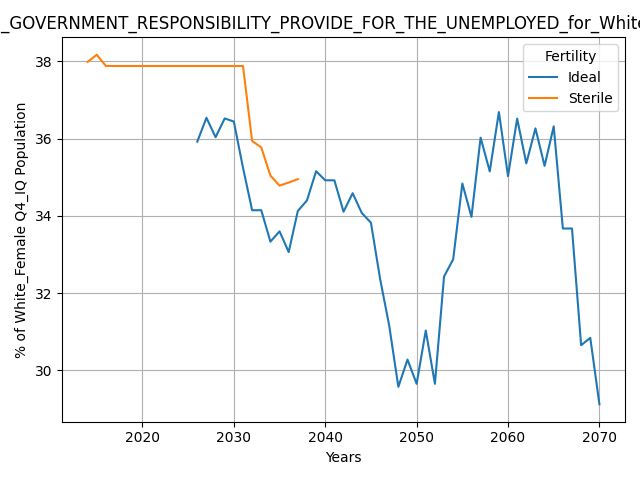 _GOVERNMENT_RESPONSIBILITY_PROVIDE_FOR_THE_UNEMPLOYED_for_White
Fertility
Ideal
Sterile
% of White_Female Q4_IQ Population
38
36
34
32
30
2020
2030
2040
2050
2060
2070
Years